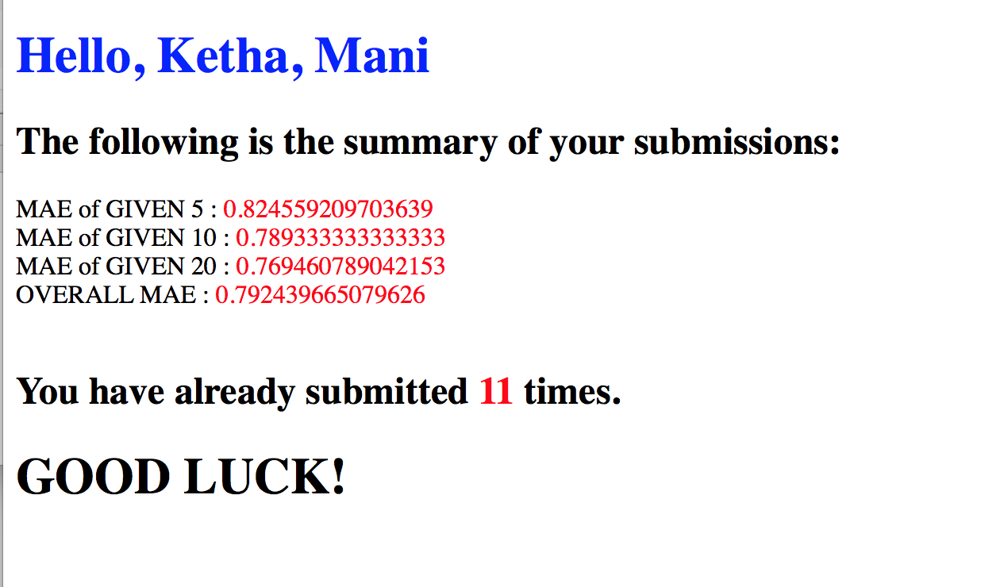 Hello, Ketha, Mani
The following is the summary of your submissions:
MAE of GIVEN 5 : 0.824559209703639
MAE of GIVEN 10 : 0.789333333333333
MAE of GIVEN 20 : 0.769460789042153
OVERALL MAE : 0.792439665079626
You have already submitted 11 times.
GOOD LUCK!